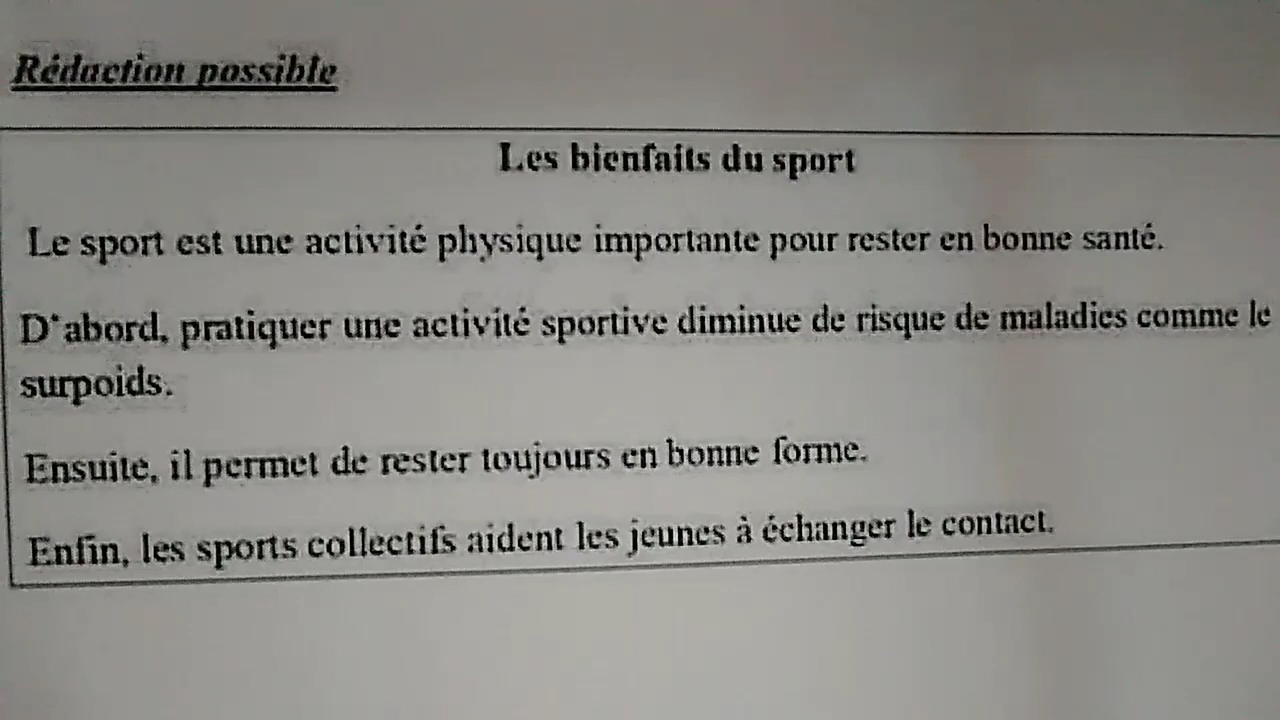 Rédaction possible
Les bienfaits du sport
Le sport est une activité physique importante pour rester en bonne santé.
D'abord, pratiquer une activité sportive diminue de risque de maladies comme le
surpoids.
Ensuite, il permet de rester toujours en bonne forme.
Enfin, les sports collectifs aident les jeunes à échanger le contact.